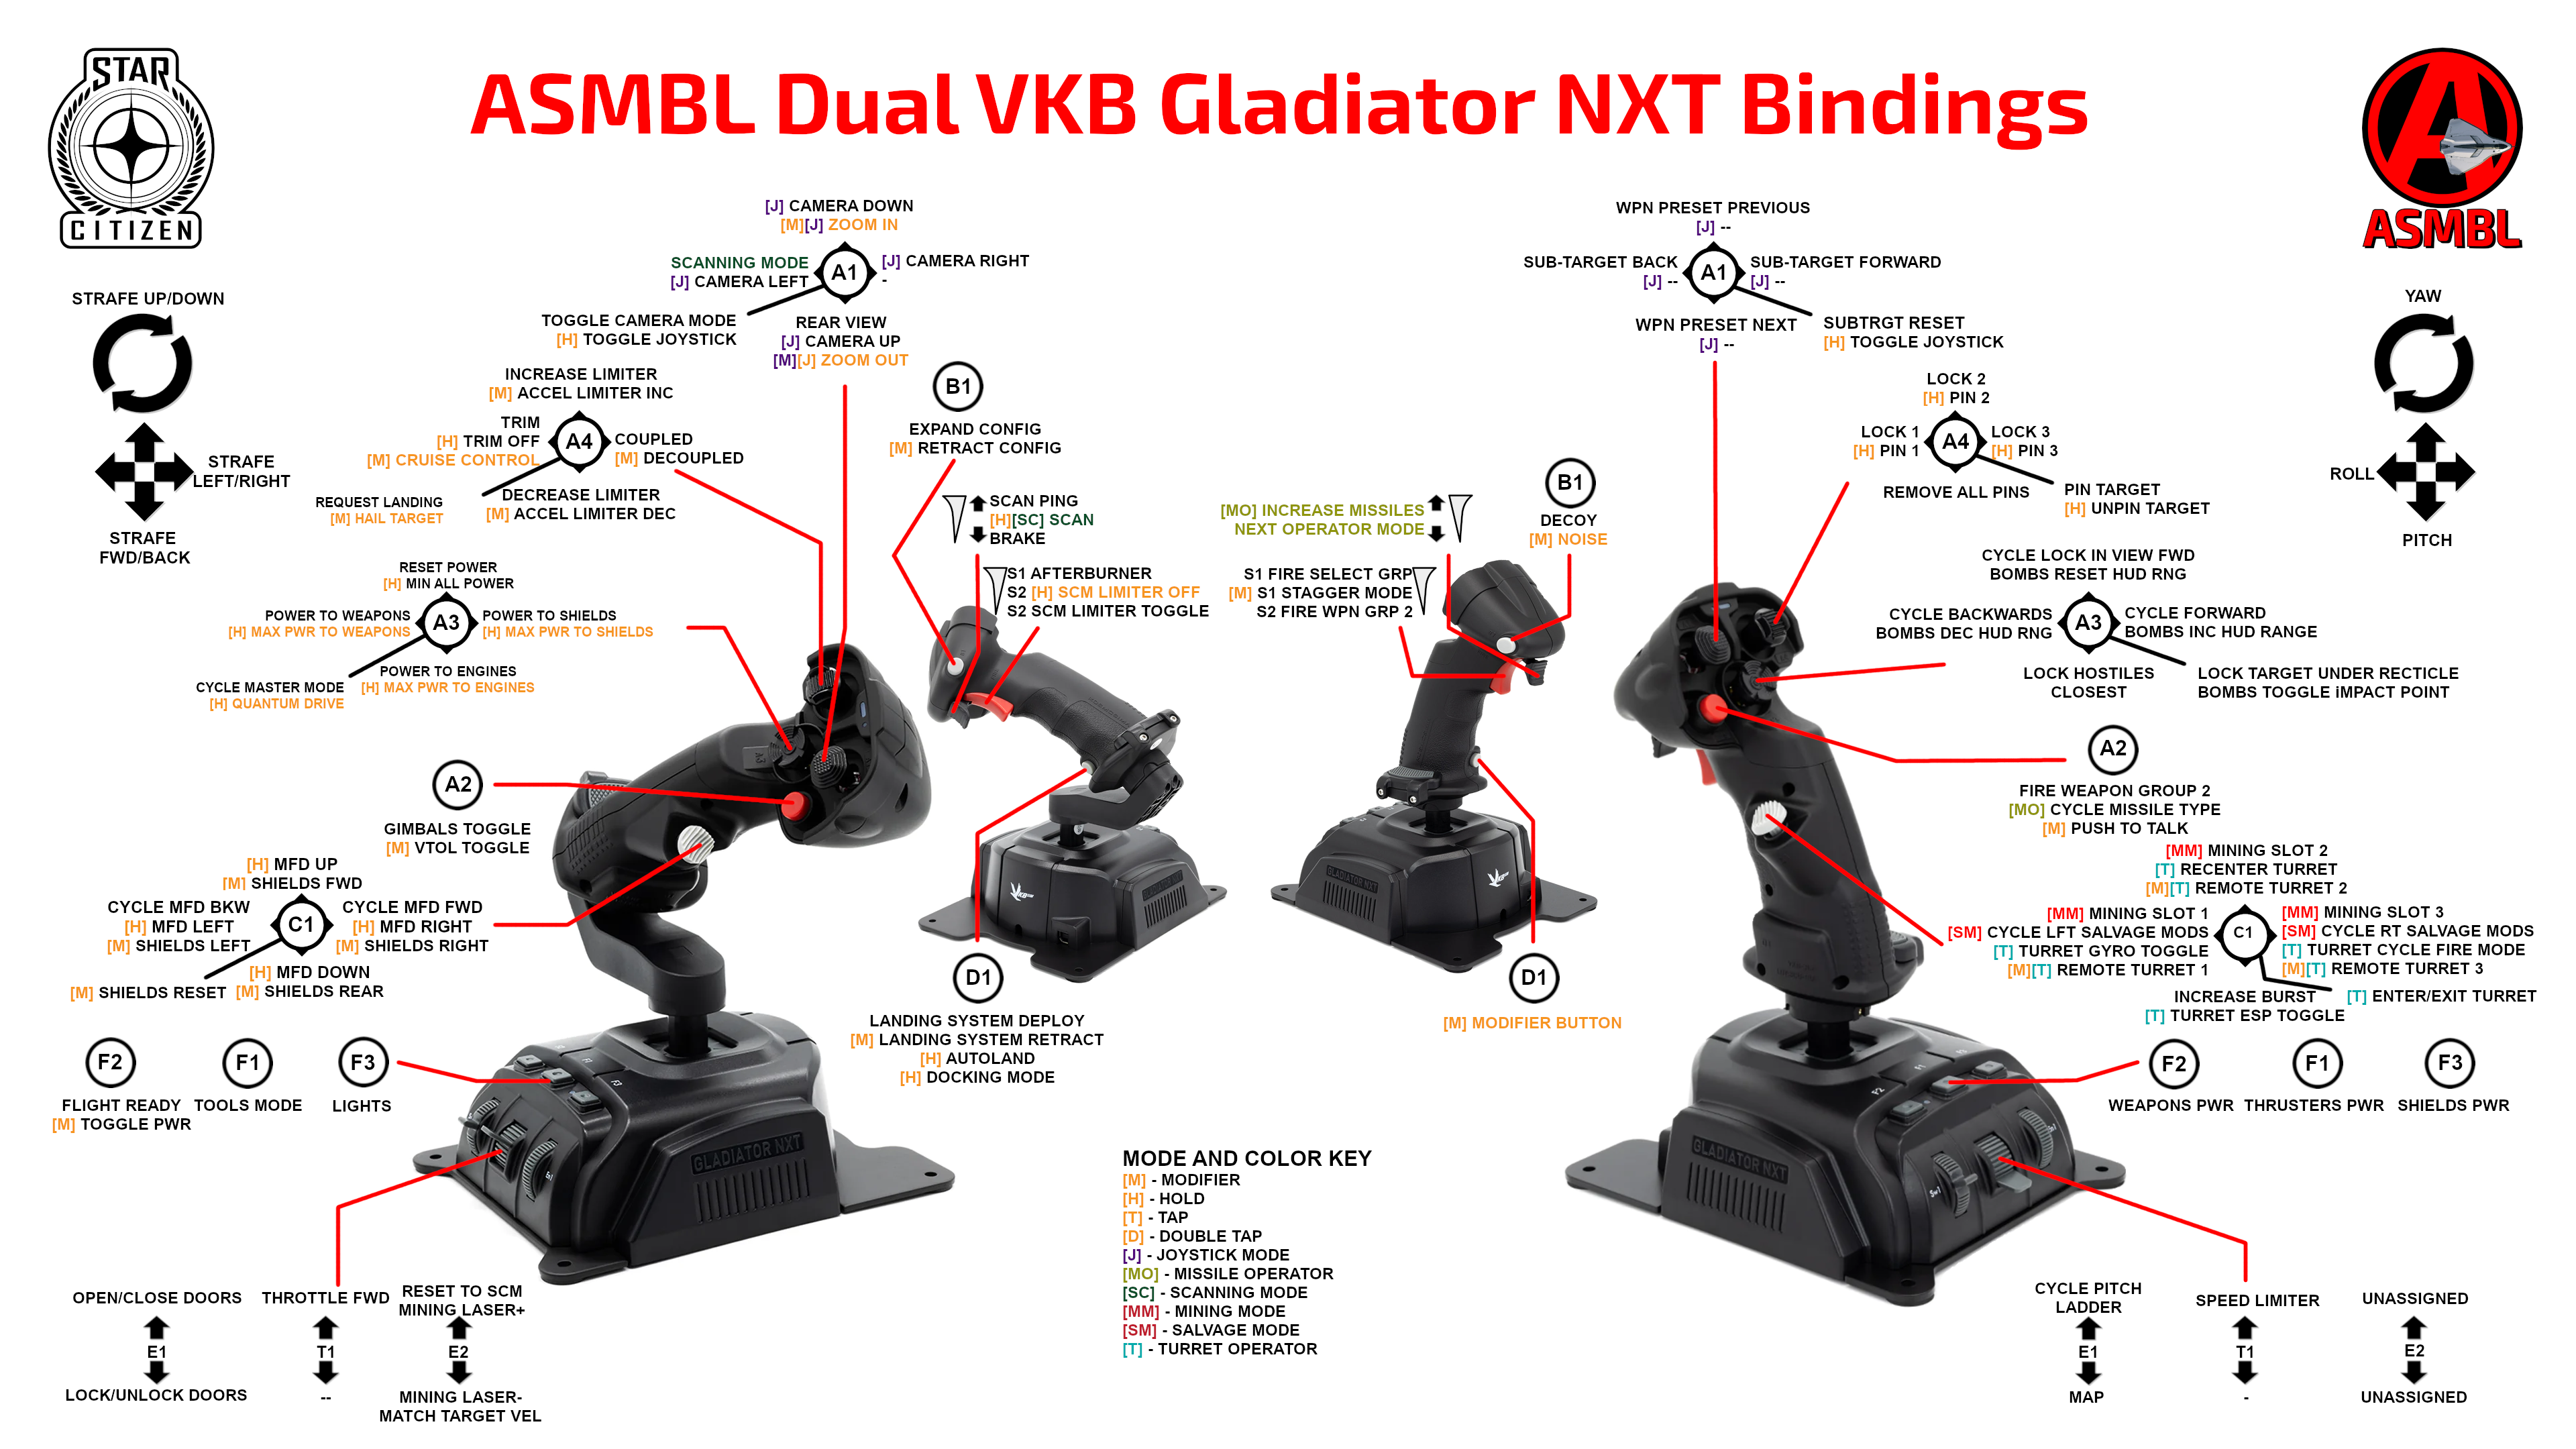 STAR
CITIZEN
ASMBL Dual VKB Gladiator NXT Bindings
ASMBL
STRAFE UP/DOWN
STRAFE
LEFT/RIGHT
STRAFE
FWD/BACK
[J] CAMERA DOWN
[M][J] ZOOM IN
SCANNING MODE
[J] CAMERA LEFT
A1
[J] CAMERA RIGHT
-
TOGGLE CAMERA MODE
[H] TOGGLE JOYSTICK
REAR VIEW
[J] CAMERA UP
[M][J] ZOOM OUT
INCREASE LIMITER
[M] ACCEL LIMITER INC
TRIM
[H] TRIM OFF
[M] CRUISE CONTROL
A4
COUPLED
[M] DECOUPLED
REQUEST LANDING
[M] HAIL TARGET
DECREASE LIMITER
[M] ACCEL LIMITER DEC
B1
EXPAND CONFIG
[M] RETRACT CONFIG
SCAN PING
[H][SC] SCAN
BRAKE
S1 AFTERBURNER
S2 [H] SCM LIMITER OFF
S2 SCM LIMITER TOGGLE
RESET POWER
[H] MIN ALL POWER
POWER TO WEAPONS
[H] MAX PWR TO WEAPONS
A3
POWER TO SHIELDS
[H] MAX PWR TO SHIELDS
POWER TO ENGINES
[H] MAX PWR TO ENGINES
CYCLE MASTER MODE
[H] QUANTUM DRIVE
A2
GIMBALS TOGGLE
[M] VTOL TOGGLE
[H] MFD UP
[M] SHIELDS FWD
CYCLE MFD BKW
[H] MFD LEFT
[M] SHIELDS LEFT
C1
CYCLE MFD FWD
[H] MFD RIGHT
[M] SHIELDS RIGHT
[H] MFD DOWN
[M] SHIELDS REAR
[M] SHIELDS RESET
F2
FLIGHT READY
[M] TOGGLE PWR
F1
TOOLS MODE
F3
LIGHTS
D1
LANDING SYSTEM DEPLOY
[M] LANDING SYSTEM RETRACT
[H] AUTOLAND
[H] DOCKING MODE
OPEN/CLOSE DOORS
E1
LOCK/UNLOCK DOORS
THROTTLE FWD
T1
--
RESET TO SCM
MINING LASER+
E2
MINING LASER-
MATCH TARGET VEL
GLADIATOR NXT
F1
F3
GLADIATOR NXT
MODE AND COLOR KEY
[M] - MODIFIER
[H] - HOLD
[T] - TAP
[D] - DOUBLE TAP
[J] - JOYSTICK MODE
[MO] - MISSILE OPERATOR
[SC] - SCANNING MODE
[MM] - MINING MODE
[SM] - SALVAGE MODE
[T] - TURRET OPERATOR
WPN PRESET PREVIOUS
[J] --
SUB-TARGET BACK
[J] --
A1
SUB-TARGET FORWARD
[J] --
WPN PRESET NEXT
[J] --
SUBTRGT RESET
[H] TOGGLE JOYSTICK
YAW
ROLL
PITCH
LOCK 2
[H] PIN 2
LOCK 1
[H] PIN 1
A4
LOCK 3
[H] PIN 3
REMOVE ALL PINS
PIN TARGET
[H] UNPIN TARGET
[MO] INCREASE MISSILES
NEXT OPERATOR MODE
B1
DECOY
[M] NOISE
S1 FIRE SELECT GRP
[M] S1 STAGGER MODE
S2 FIRE WPN GRP 2
CYCLE LOCK IN VIEW FWD
BOMBS RESET HUD RNG
CYCLE BACKWARDS
BOMBS DEC HUD RNG
A3
CYCLE FORWARD
BOMBS INC HUD RANGE
LOCK HOSTILES
CLOSEST
LOCK TARGET UNDER RECTICLE
BOMBS TOGGLE iMPACT POINT
A2
FIRE WEAPON GROUP 2
[MO] CYCLE MISSILE TYPE
[M] PUSH TO TALK
[MM] MINING SLOT 2
[T] RECENTER TURRET
[M][T] REMOTE TURRET 2
[MM] MINING SLOT 1
[SM] CYCLE LFT SALVAGE MODS
[T] TURRET GYRO TOGGLE
[M][T] REMOTE TURRET 1
C1
[MM] MINING SLOT 3
[SM] CYCLE RT SALVAGE MODS
[T] TURRET CYCLE FIRE MODE
[M][T] REMOTE TURRET 3
INCREASE BURST
[T] TURRET ESP TOGGLE
[T] ENTER/EXIT TURRET
D1
[M] MODIFIER BUTTON
F2
WEAPONS PWR
F1
THRUSTERS PWR
F3
SHIELDS PWR
GLADIATOR NXT
GLADIATOR NXT
F2
F1
CYCLE PITCH
LADDER
E1
MAP
SPEED LIMITER
T1
-
UNASSIGNED
E2
UNASSIGNED